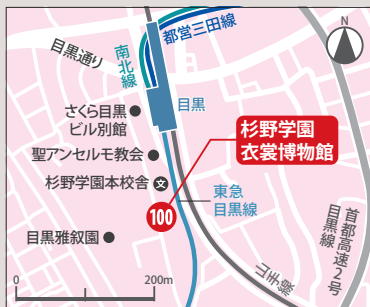 目黒通り
南北線
都営三田線
N
さくら目黒
ビル別館
目黒
杉野学園
衣裳博物館
聖アンセルモ教会
杉野学園本校舎
文
100
東急
目黒線
目黒雅叙園
山手線
首都高速2号
目黒線
0
200m